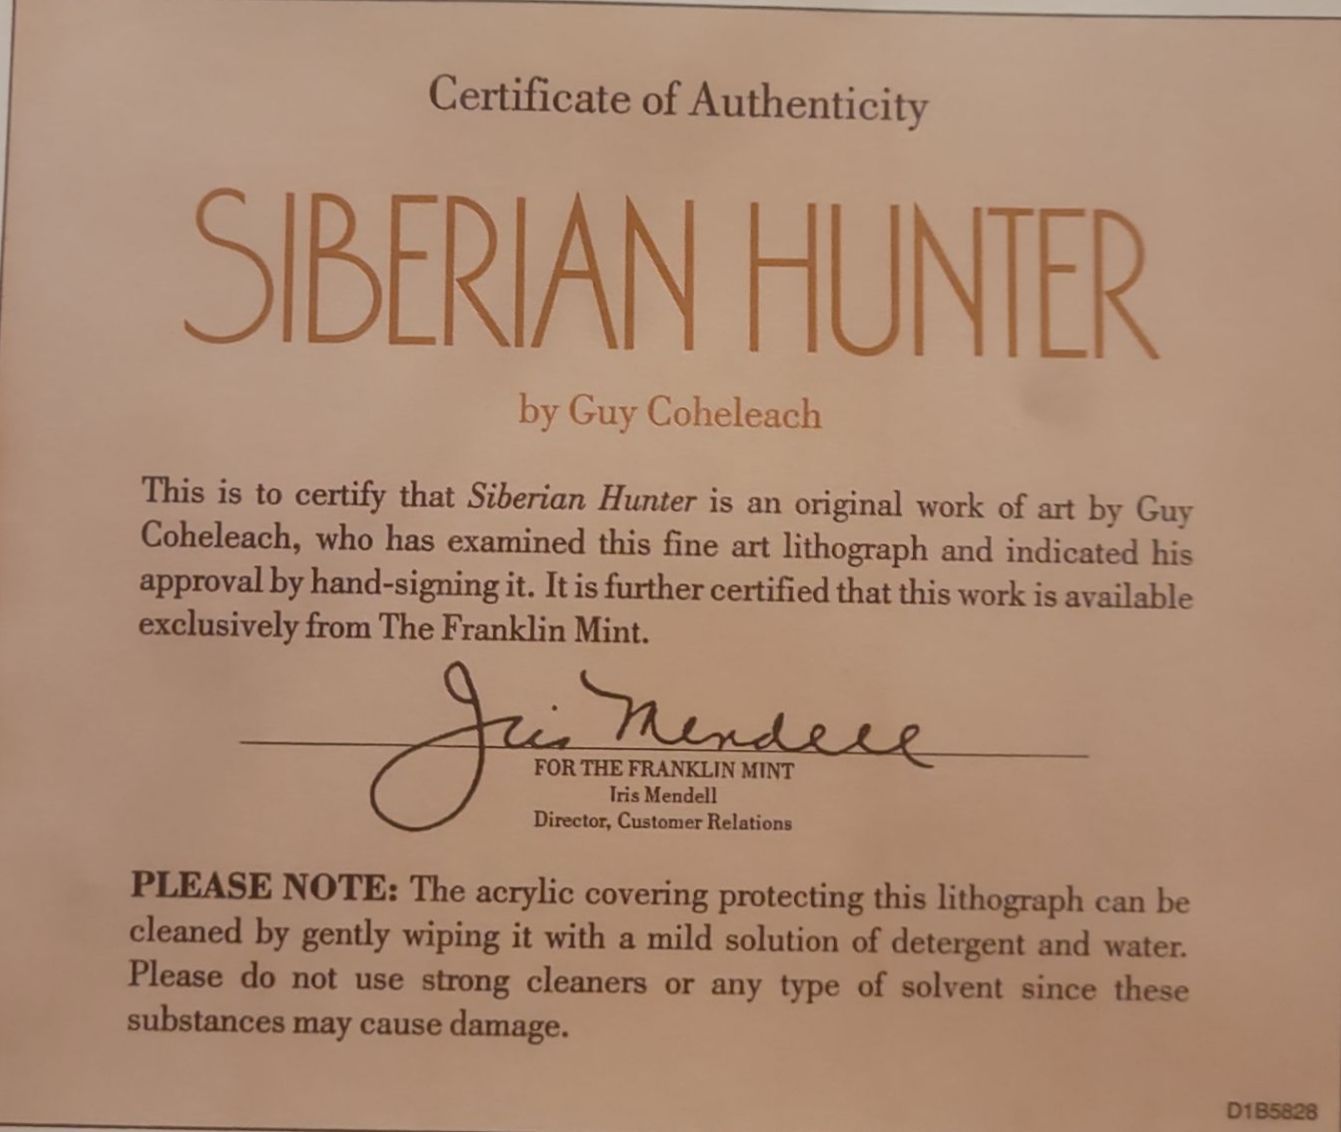 Certificate of Authenticity
SIBERIAN HUNTER
by Guy Coheleach
This is to certify that Siberian Hunter is an original work of art by Guy
Coheleach, who has examined this fine art lithograph and indicated his
approval by hand-signing it. It is further certified that this work is available
exclusively from The Franklin Mint.
Iris Mendell
FOR THE FRANKLIN MINT
Iris Mendell
Director, Customer Relations
PLEASE NOTE: The acrylic covering protecting this lithograph can be
cleaned by gently wiping it with a mild solution of detergent and water.
Please do not use strong cleaners or any type of solvent since these
substances may cause damage.
D1B5828